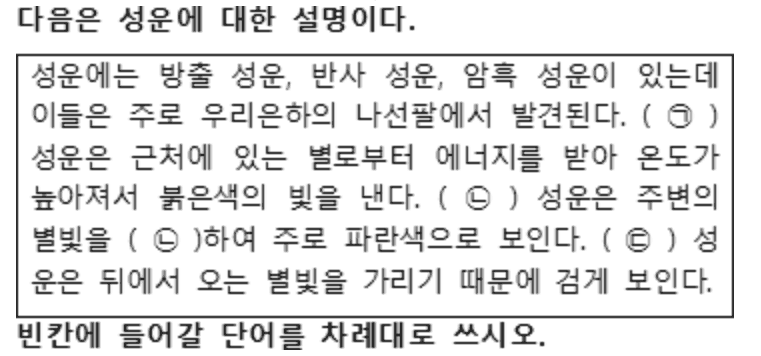 다음은 성운에 대한 설명이다.
성운에는 방출 성운, 반사 성운, 암흑 성운이 있는데
이들은 주로 우리은하의 나선팔에서 발견된다. ( ㉠ )
성운은 근처에 있는 별로부터 에너지를 받아 온도가
높아져서 붉은색의 빛을 낸다. ( ㉡ ) 성운은 주변의
별빛을 ( ㉡ )하여 주로 파란색으로 보인다. ( ㉢ ) 성
운은 뒤에서 오는 별빛을 가리기 때문에 검게 보인다.
빈칸에 들어갈 단어를 차례대로 쓰시오.